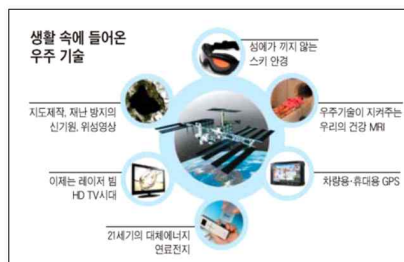 생활 속에 들어온
우주 기술
성에가 끼지 않는
스키 안경
지도제작, 재난 방지의
신기원, 위성영상
우주기술이 지켜주는
우리의 건강 MRI
이제는 레이저 빔
HD TV시대
차량용·휴대용 GPS
21세기의 대체에너지
연료전지